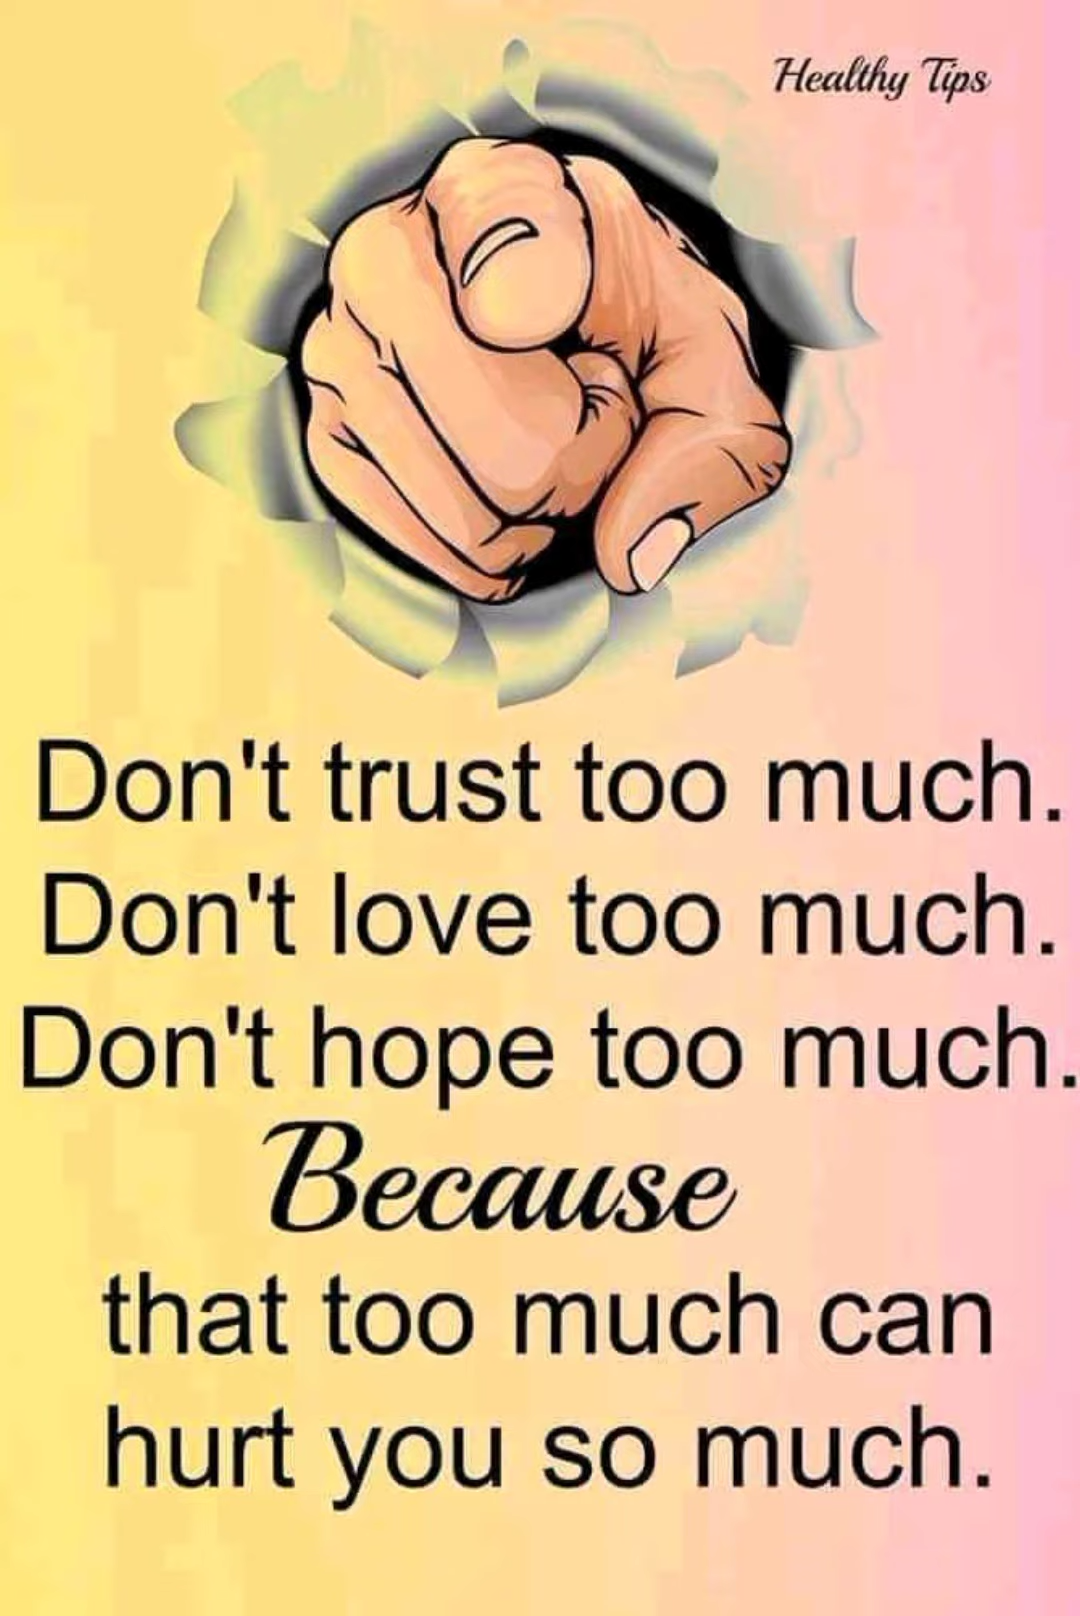 Healthy Tips
Don't trust too much.
Don't love too much.
Don't hope too much.
Because
that too much can
hurt you so much.